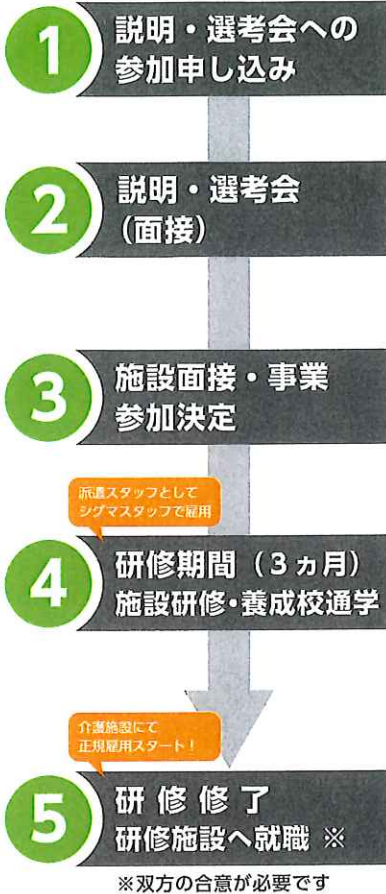 1
説明・選考会への
参加申し込み
2
説明・選考会
(面接)
3
施設面接・事業
参加決定
派遣スタッフとして
シグマスタッフで雇用
4
研修期間(3ヵ月)
施設研修・養成校通学
介護施設にて
正規雇用スタート!
5
研修修了
研修施設へ就職 ※
※双方の合意が必要です